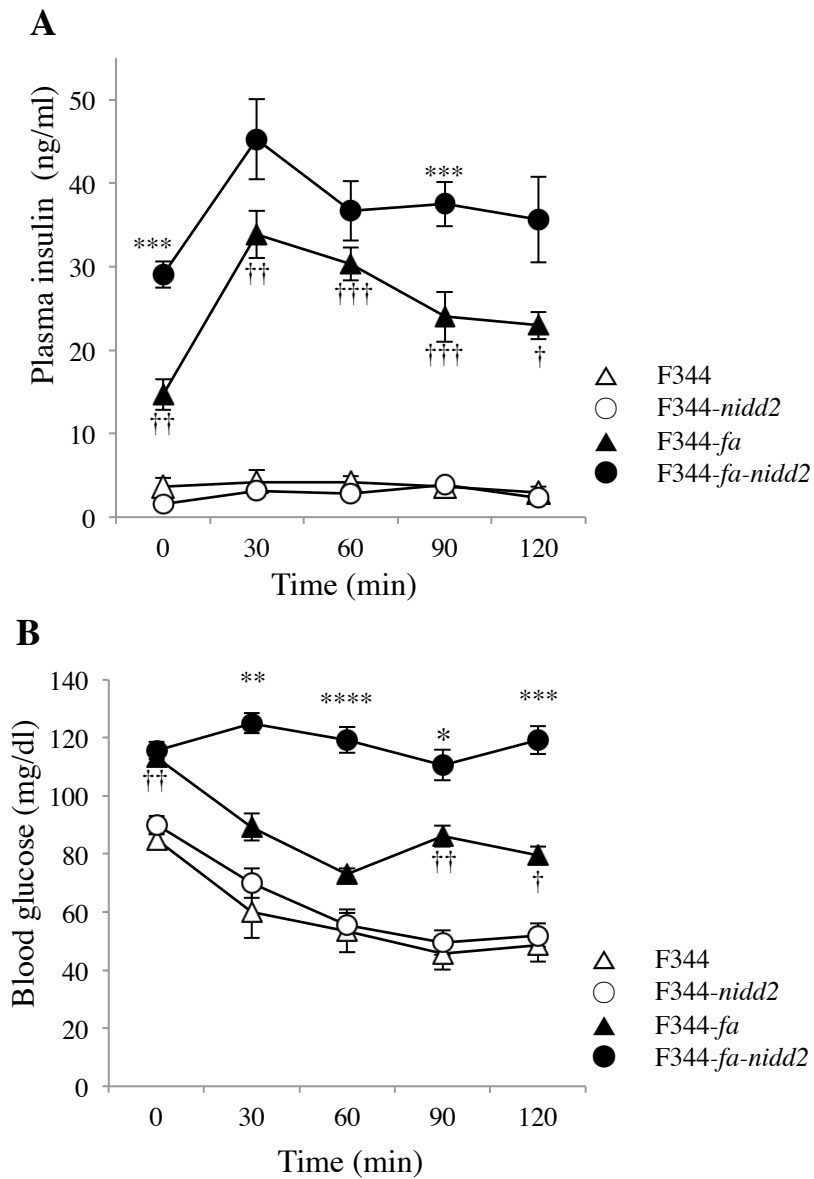 A
Plasma insulin (ng/ml)
50
40
30
20
10
0
***
***
††
†††
†††
†
††
0 30 60 90 120
Time (min)
F344
F344-nidd2
F344-fa
F344-fa-nidd2
B
Blood glucose (mg/dl)
140
120
100
80
60
40
20
0
**
****
*
***
††
††
†
0 30 60 90 120
Time (min)
F344
F344-nidd2
F344-fa
F344-fa-nidd2